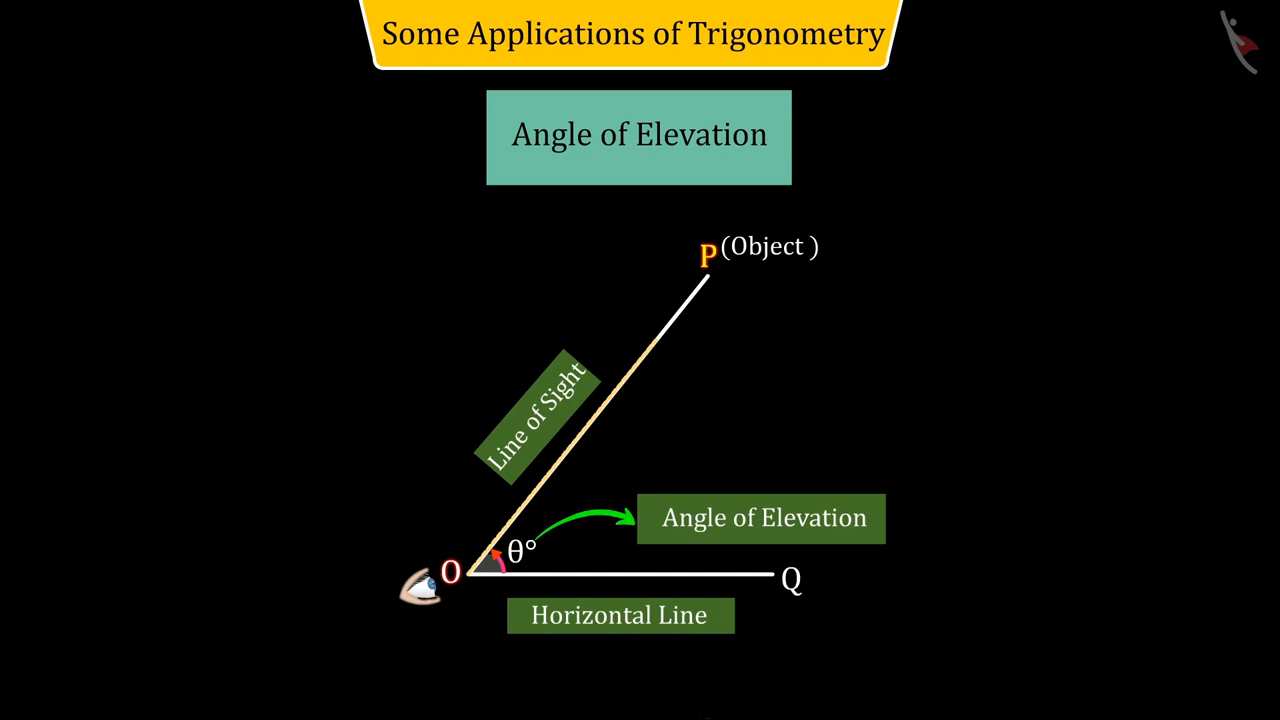 Some Applications of Trigonometry
Angle of Elevation
P (Object )
Line of Sight
Angle of Elevation
θ°
O
Q
Horizontal Line